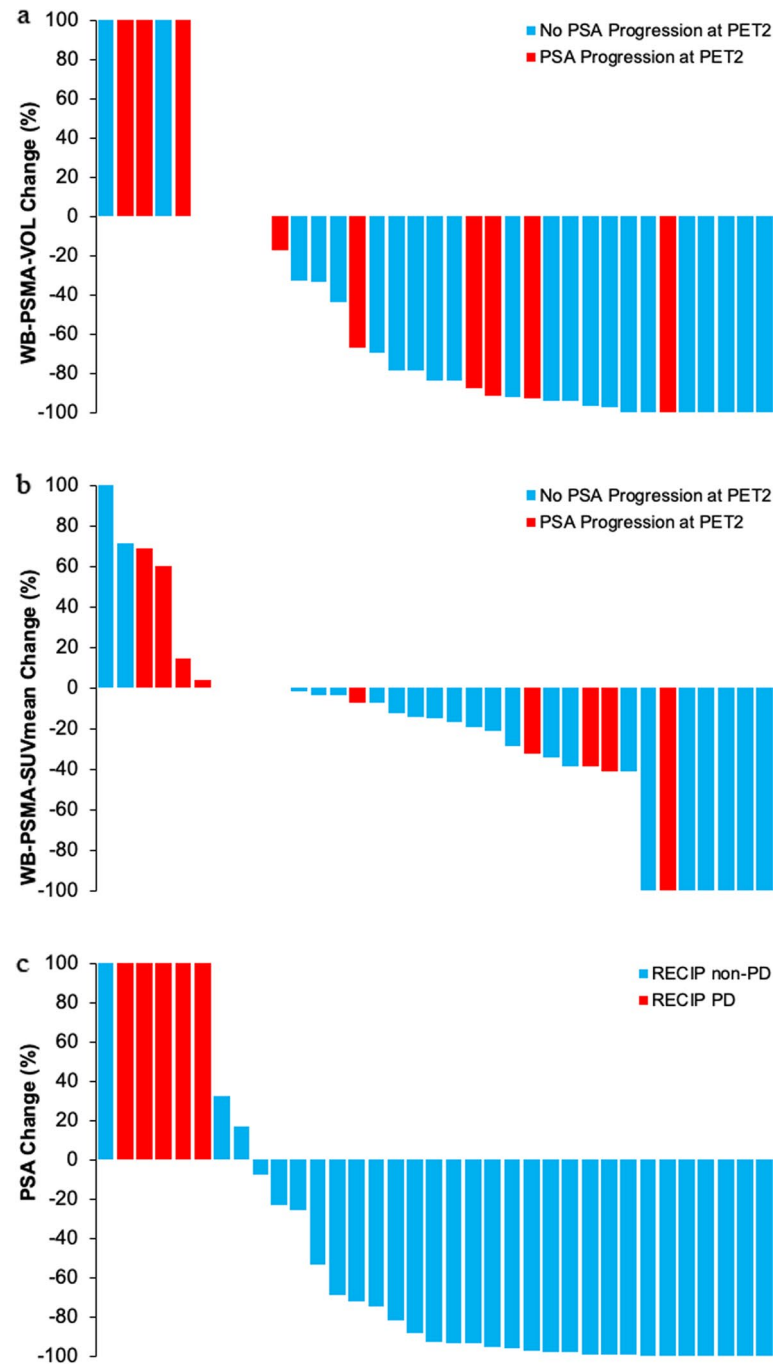 a
WB-PSMA-VOL Change (%)
100
80
60
40
20
0
-20
-40
-60
-80
-100
No PSA Progression at PET2
PSA Progression at PET2
b
WB-PSMA-SUVmean Change (%)
100
80
60
40
20
0
-20
-40
-60
-80
-100
No PSA Progression at PET2
PSA Progression at PET2
c
PSA Change (%)
100
80
60
40
20
0
-20
-40
-60
-80
-100
RECIP non-PD
RECIP PD